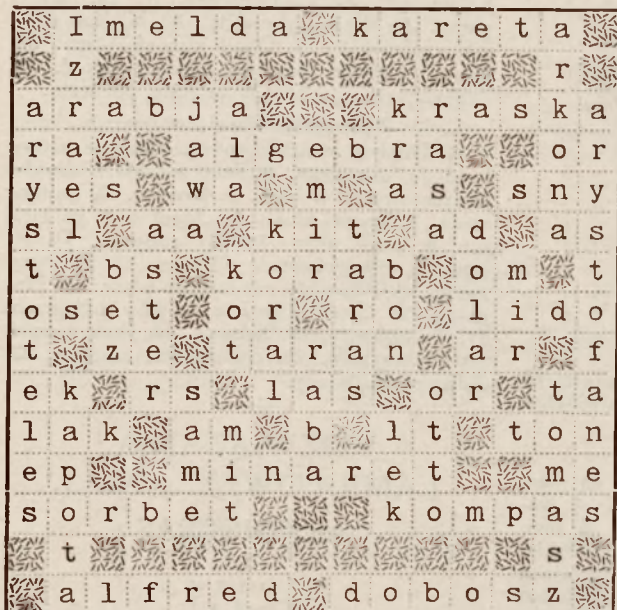 Imelda kareta
z r
arabja kraska
ra algebra or
yes wa m as sny
sl aa kit ad as
t bs korab om t
oset or ro lido
t ze taran ar f
ek rs las or ta
lak am b lt ton
ep minaret me
sorbet kompas
t s
alfred dobosz